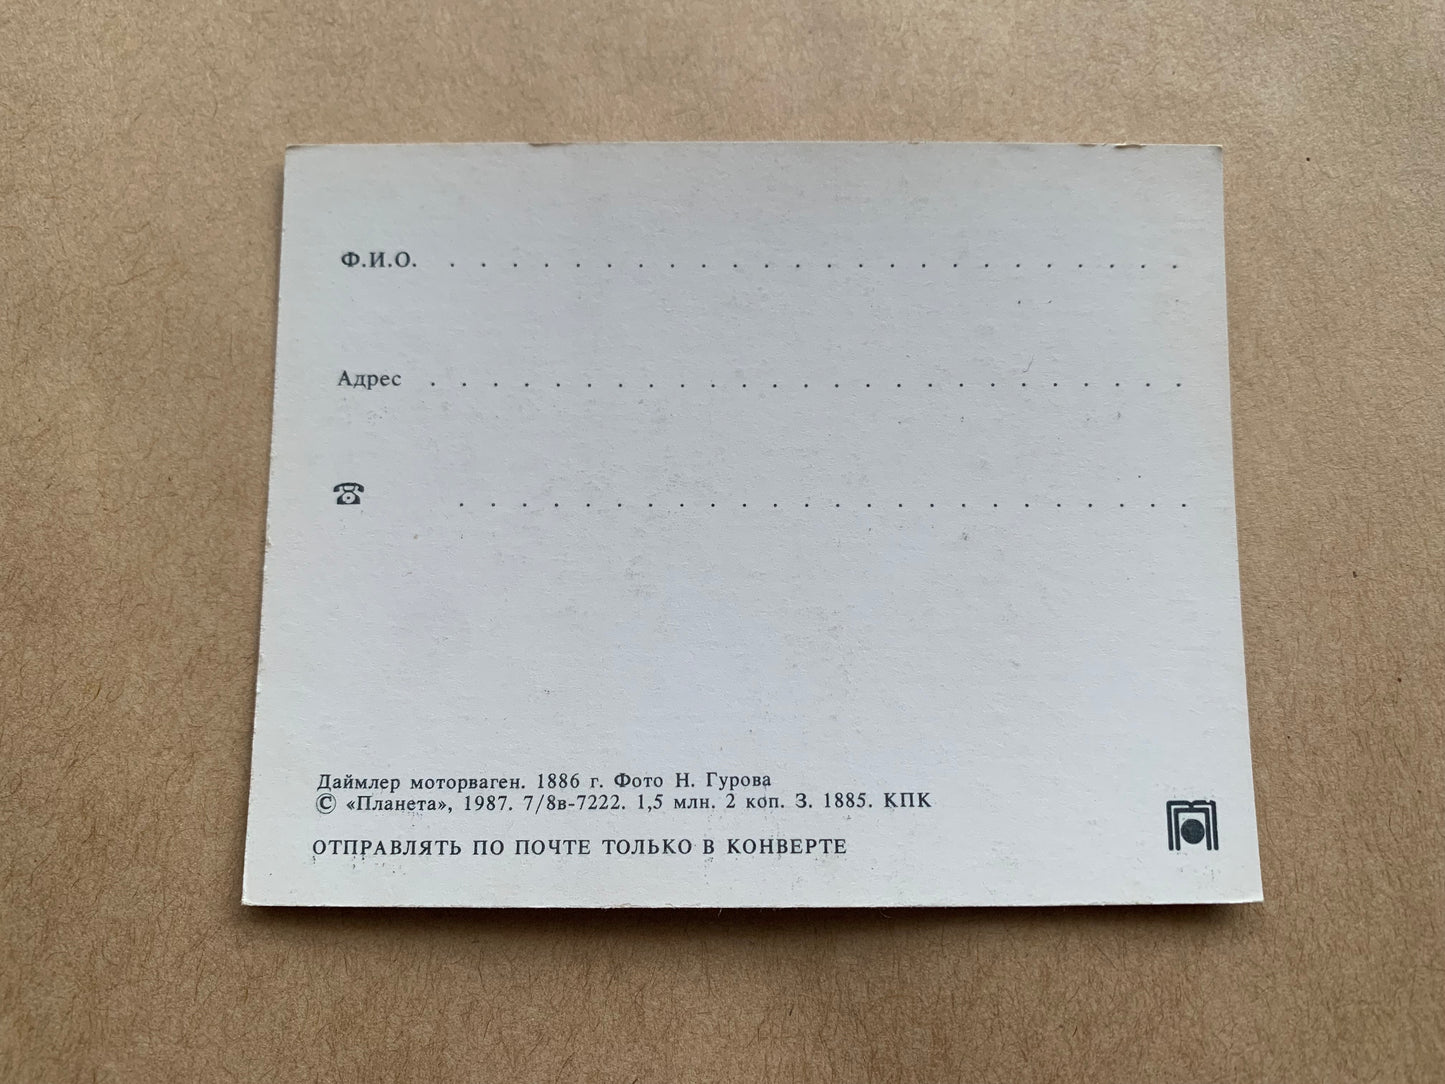 Ф.И.О. . . . . . . . . . . . . . . . . . . . . . . . .
Адрес . . . . . . . . . . . . . . . . . . . . . . . . .
☎ . . . . . . . . . . . . . . . . . . . . . . . .
Даймлер моторваген. 1886 г. Фото Н. Гурова
© «Планета», 1987. 7/8в-7222. 1,5 млн. 2 коп. З. 1885. КПК
ОТПРАВЛЯТЬ ПО ПОЧТЕ ТОЛЬКО В КОНВЕРТЕ